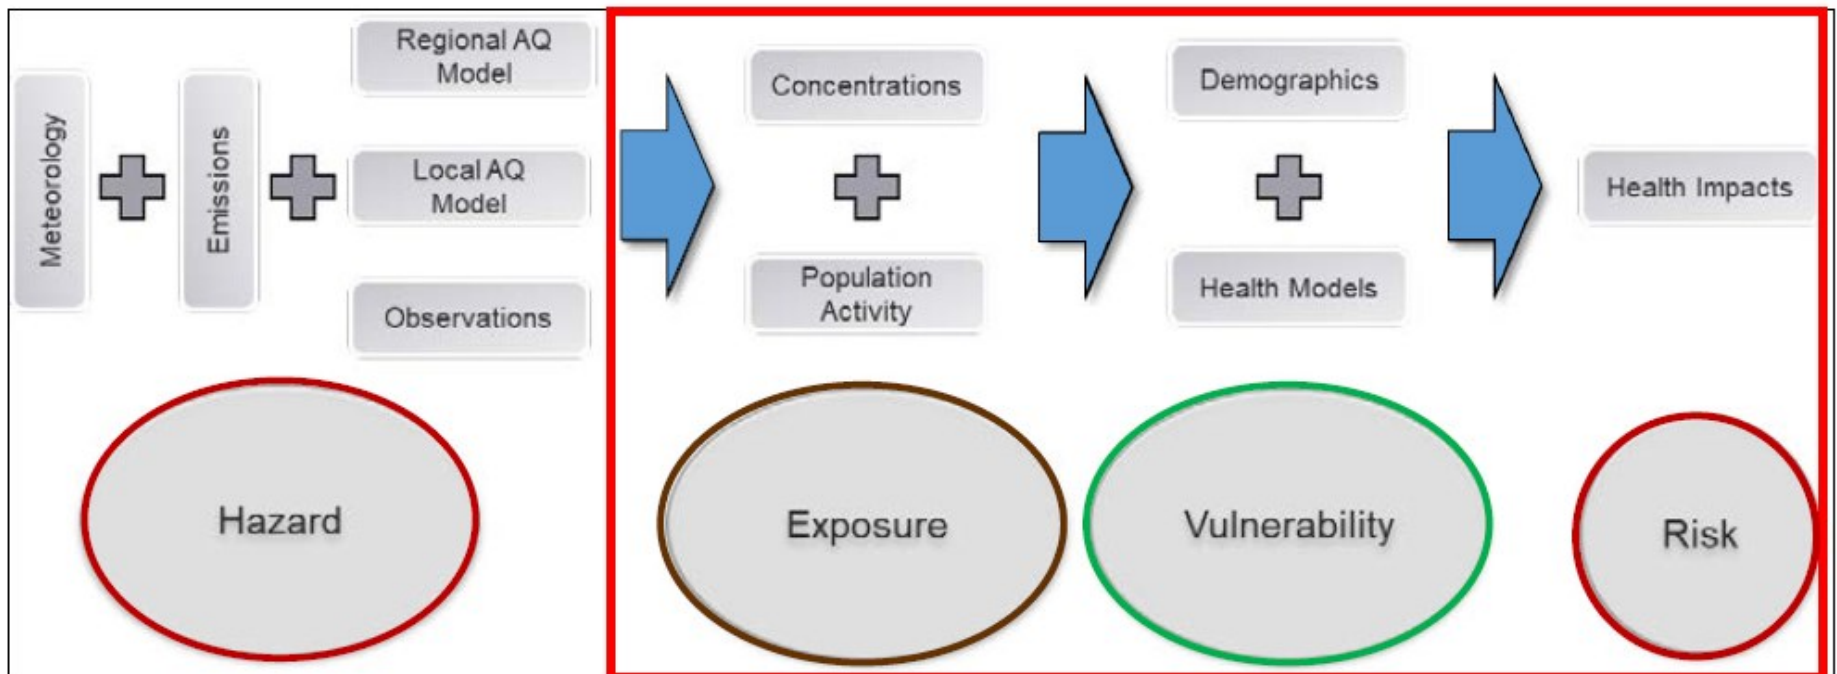 Meteorology
Emissions
Regional AQ
Model
Local AQ
Model
Observations
Concentrations
Population
Activity
Demographics
Health Models
Health Impacts
Hazard
Exposure
Vulnerability
Risk